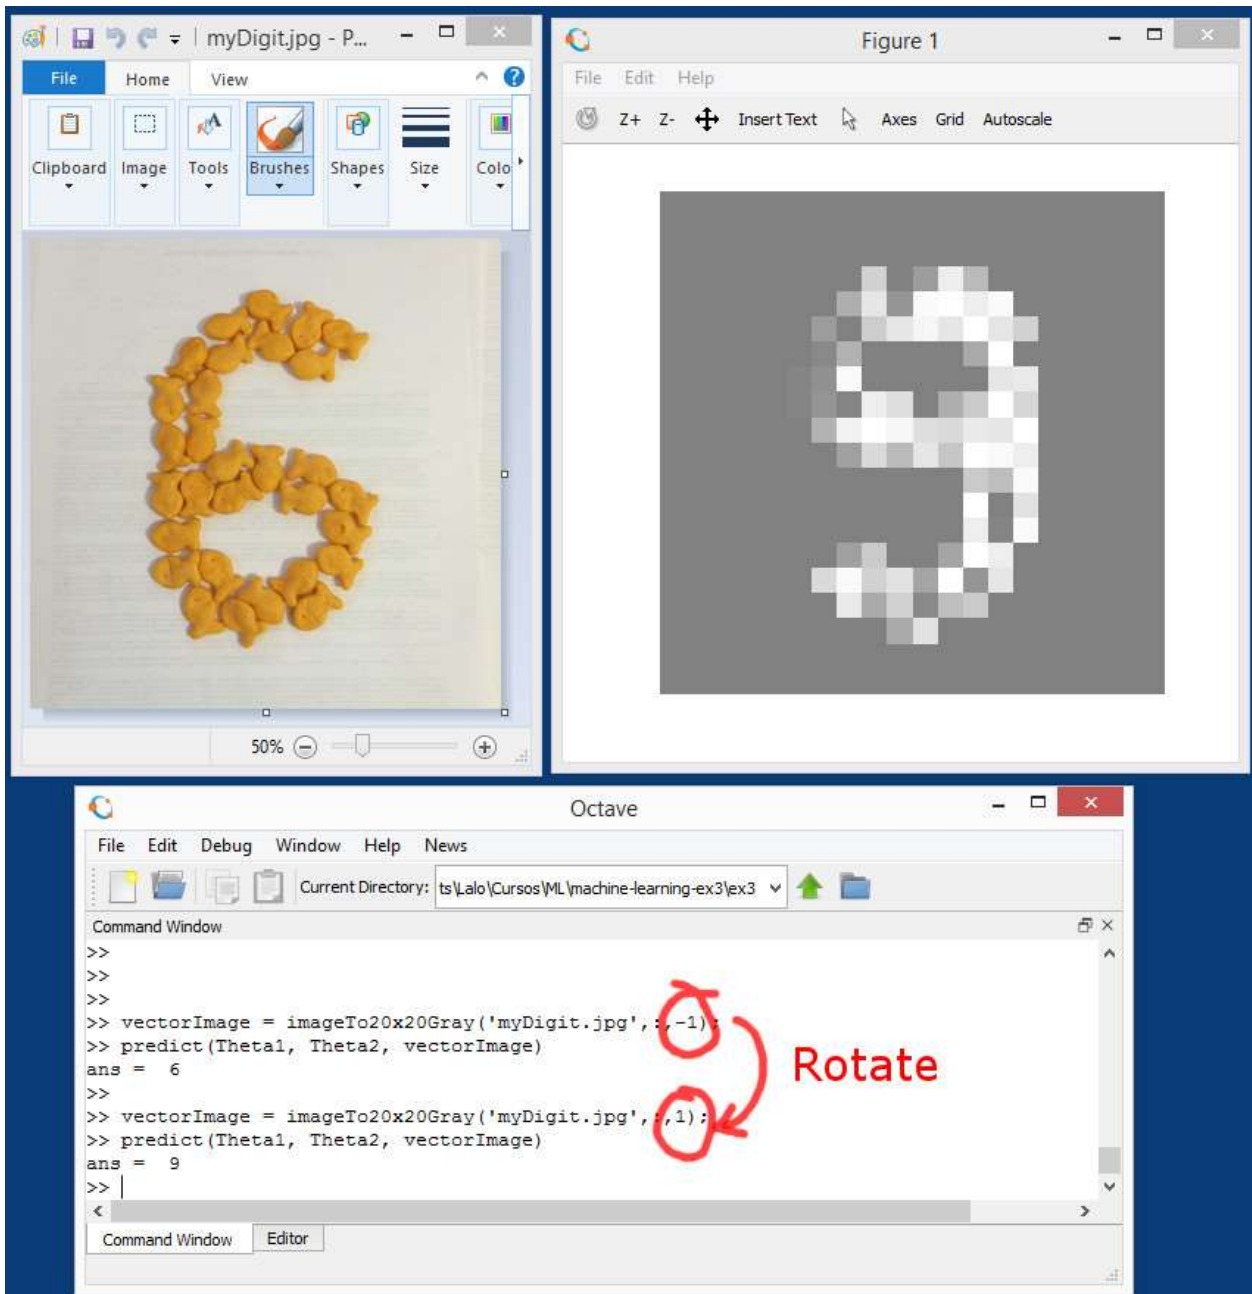 myDigit.jpg - P...
File Home View
Clipboard Image Tools Brushes Shapes Size Colo
50%
Figure 1
File Edit Help
Z+ Z- Insert Text Axes Grid Autoscale
Octave
File Edit Debug Window Help News
Current Directory: ts\Lalo\Cursos\ML\machine-learning-ex3\ex3
Command Window
>>
>>
>>
>> vectorImage = imageTo20x20Gray('myDigit.jpg',:,-1);
>> predict(Theta1, Theta2, vectorImage)
ans = 6
>>
>> vectorImage = imageTo20x20Gray('myDigit.jpg',:,1);
>> predict(Theta1, Theta2, vectorImage)
ans = 9
>>
Rotate
Command Window Editor